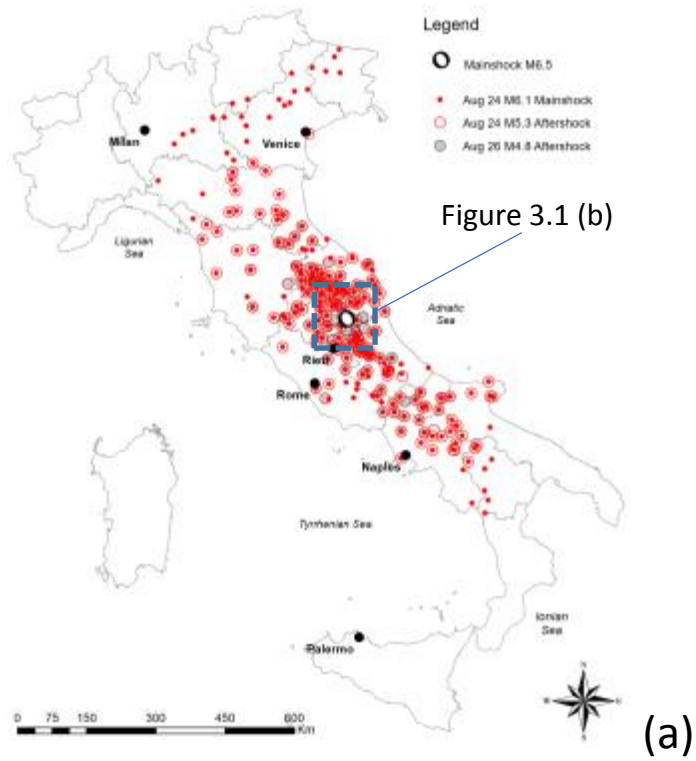 Legend
Mainshock M6.5
Aug 24 M6.1 Mainshock
Aug 24 M5.3 Aftershock
Aug 26 M4.8 Aftershock
Milan
Venice
Figure 3.1 (b)
Ligurian
Sea
Adriatic
Sea
Rieti
Rome
Naples
Tyrrhenian Sea
Ionian
Sea
Palermo
N
W
E
S
0 75 150 300 450 600
Km
(a)